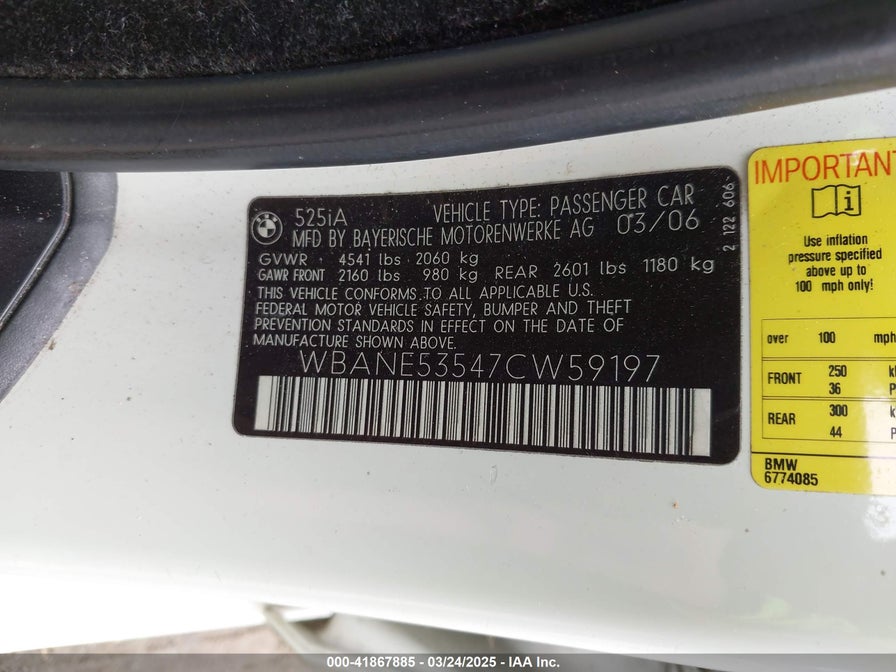 525iA VEHICLE TYPE: PASSENGER CAR
MFD BY BAYERISCHE MOTORENWERKE AG 03/06
GVWR · 4541 lbs · 2060 kg
GAWR FRONT 2160 lbs 980 kg REAR 2601 lbs 1180 kg
THIS VEHICLE CONFORMS TO ALL APPLICABLE U.S.
FEDERAL MOTOR VEHICLE SAFETY, BUMPER AND THEFT
PREVENTION STANDARDS IN EFFECT ON THE DATE OF
MANUFACTURE SHOWN ABOVE.
WBANE53547CW59197
2 122 606
IMPORTANT
Use inflation
pressure specified
above up to
100 mph only!
over 100 mph
FRONT 250
36
REAR 300
44
BMW
6774085
000-41867885 - 03/24/2025 - IAA Inc.